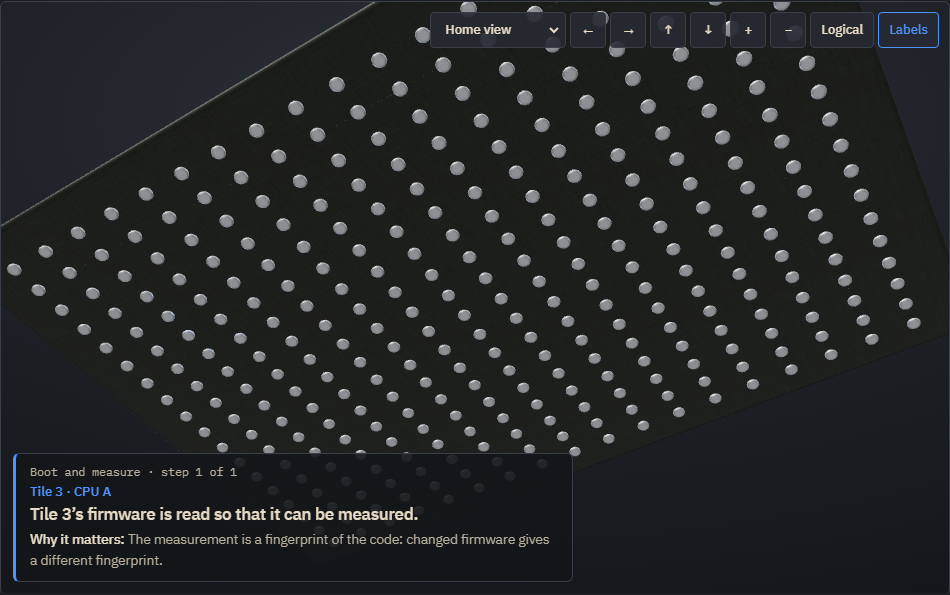 Home view ← → ↑ ↓ + − Logical Labels
Boot and measure · step 1 of 1
Tile 3 · CPU A
Tile 3’s firmware is read so that it can be measured.
Why it matters: The measurement is a fingerprint of the code: changed firmware gives
a different fingerprint.